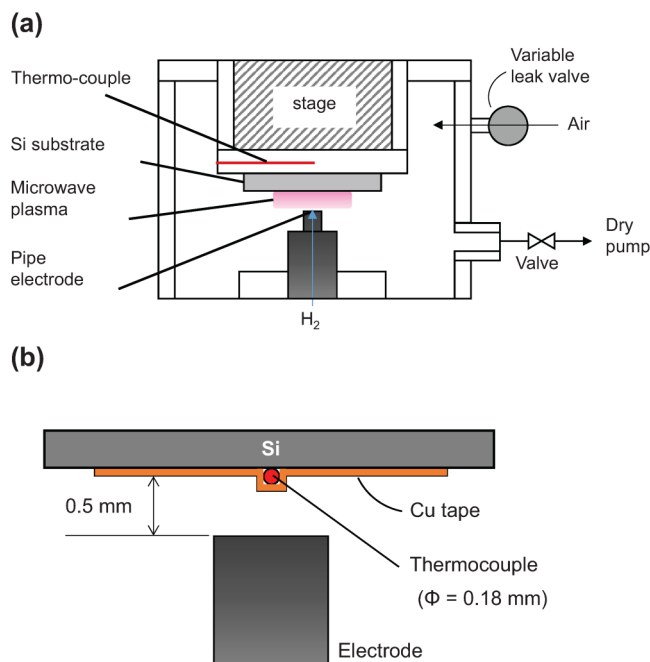 (a)
Thermo-couple
stage
Variable
leak valve
Air
Si substrate
Microwave
plasma
Pipe
electrode
Dry
pump
Valve
H₂
(b)
Si
0.5 mm
Cu tape
Thermocouple
(Φ = 0.18 mm)
Electrode